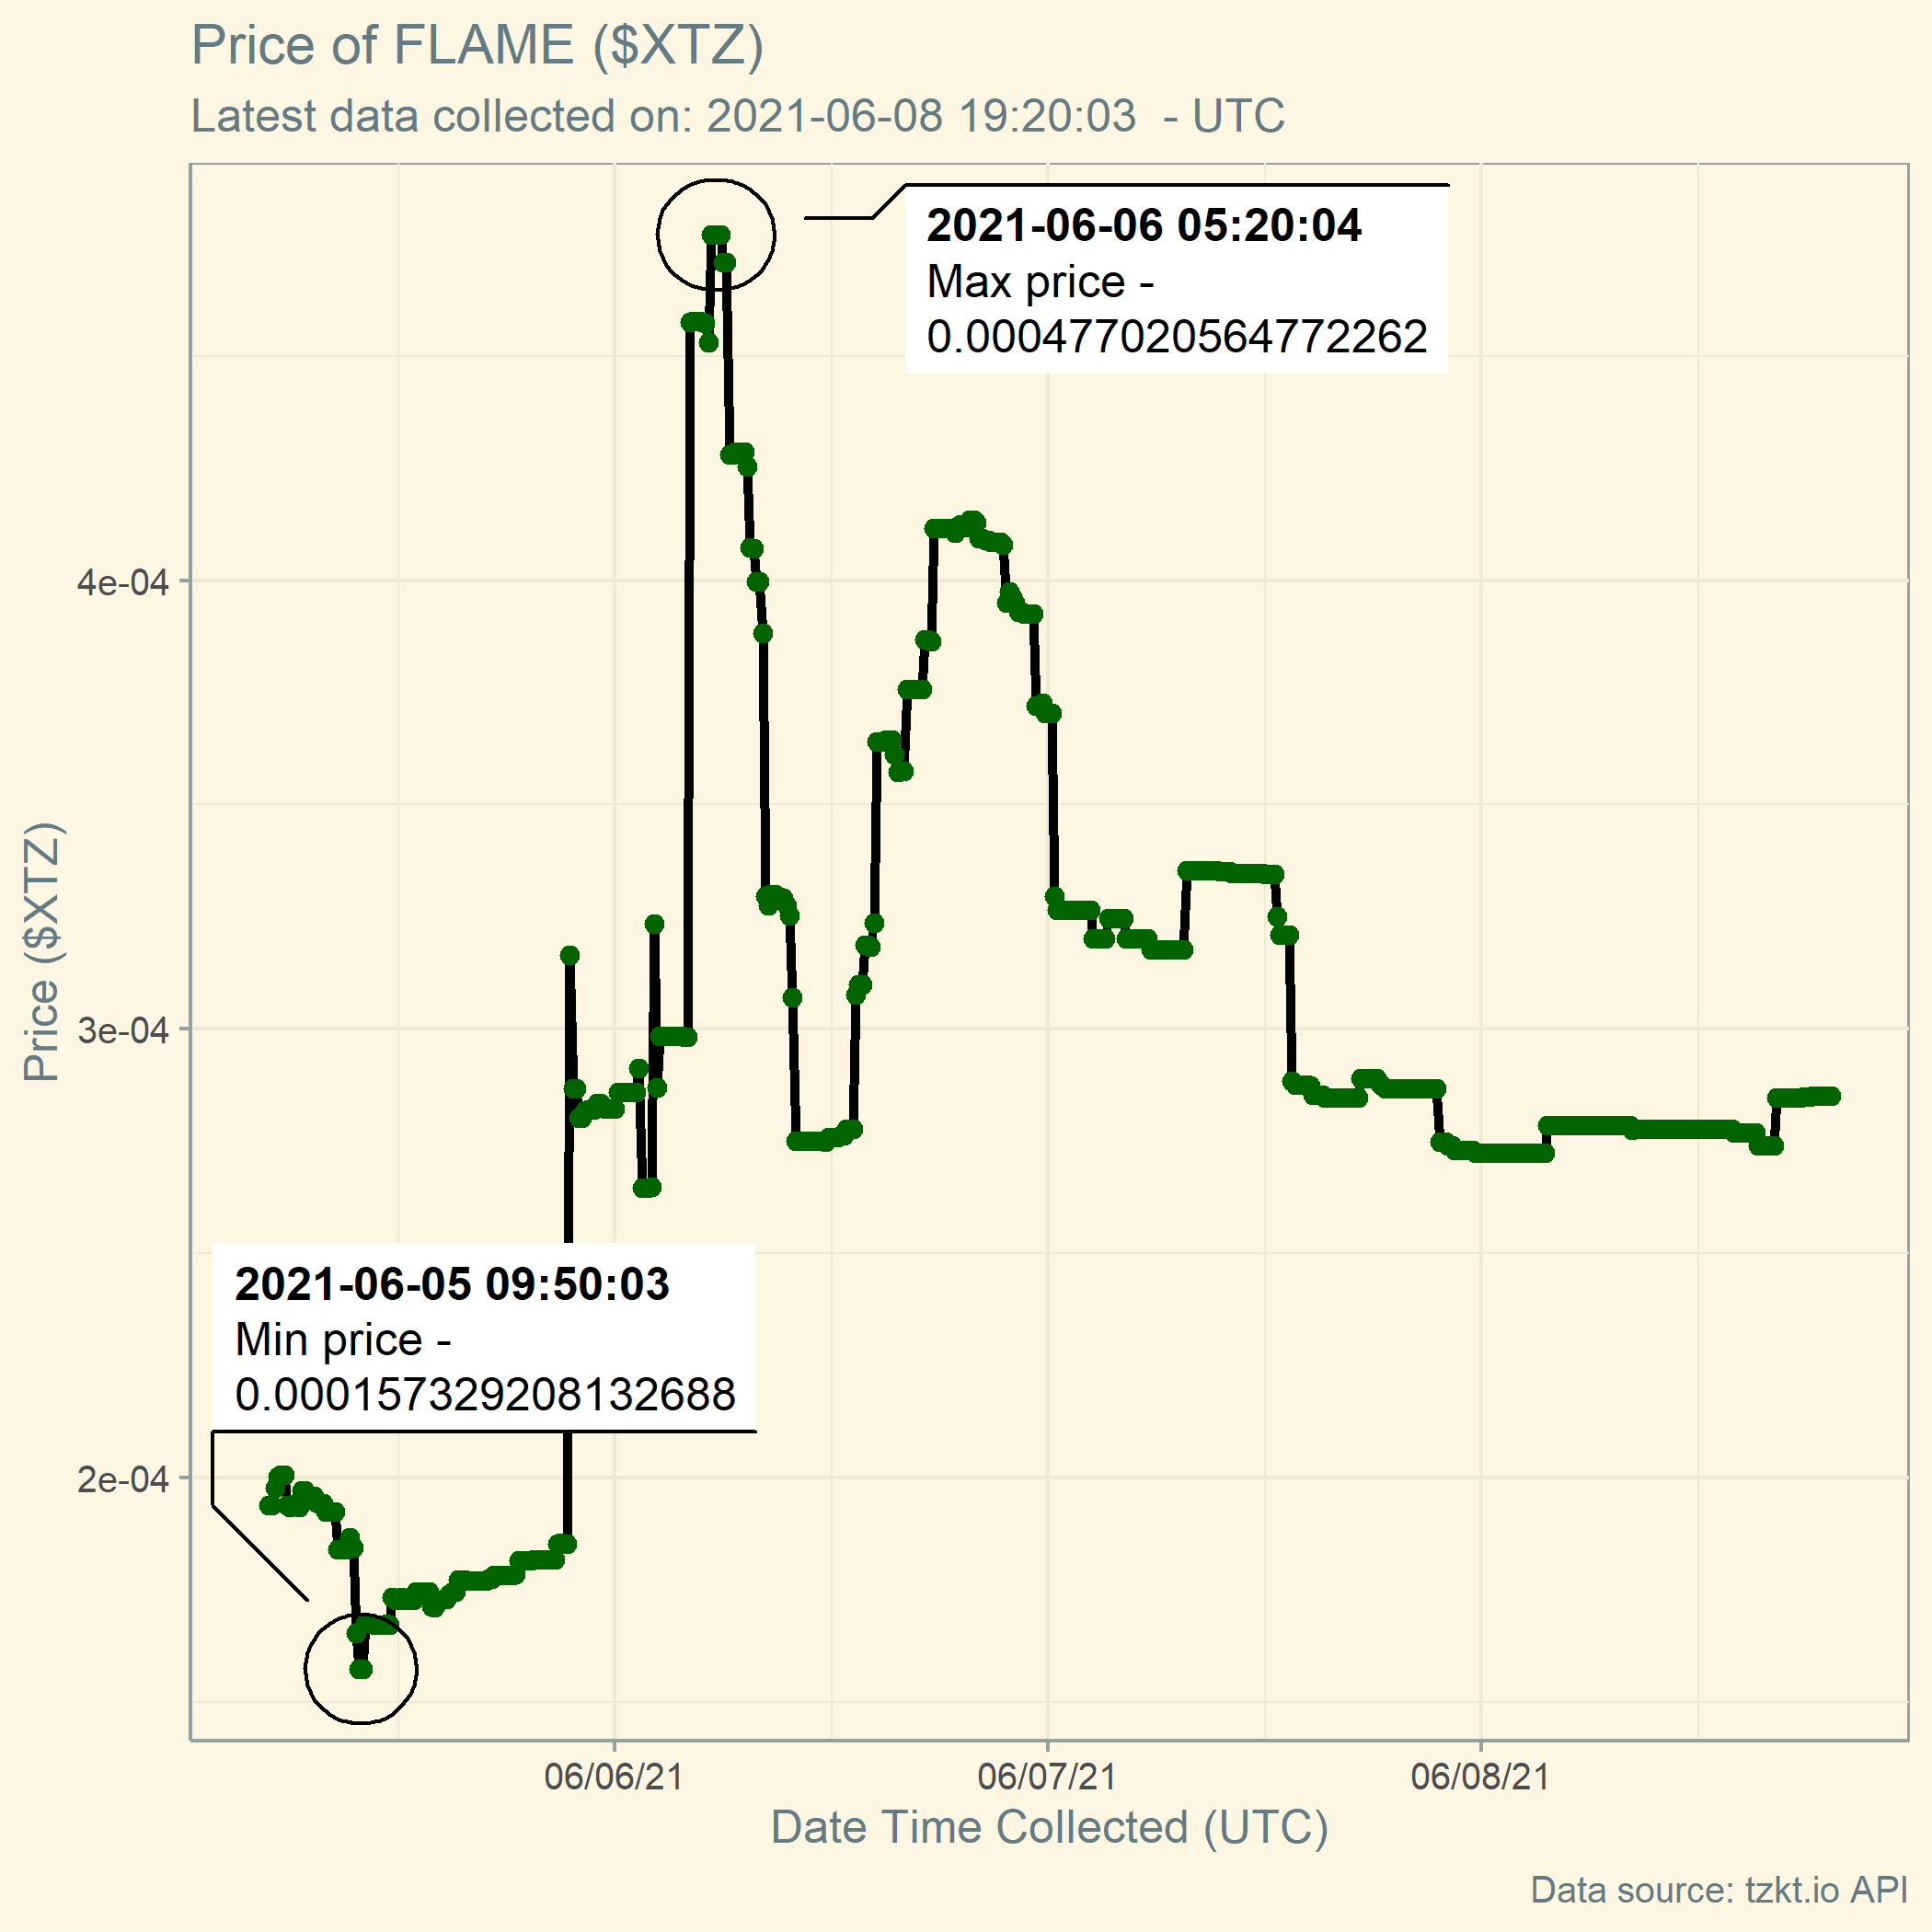 Price of FLAME ($XTZ)
Latest data collected on: 2021-06-08 19:20:03  - UTC
2021-06-06 05:20:04
Max price -
0.000477020564772262
4e-04
3e-04
2e-04
Price ($XTZ)
2021-06-05 09:50:03
Min price -
0.000157329208132688
06/06/21
06/07/21
06/08/21
Date Time Collected (UTC)
Data source: tzkt.io API